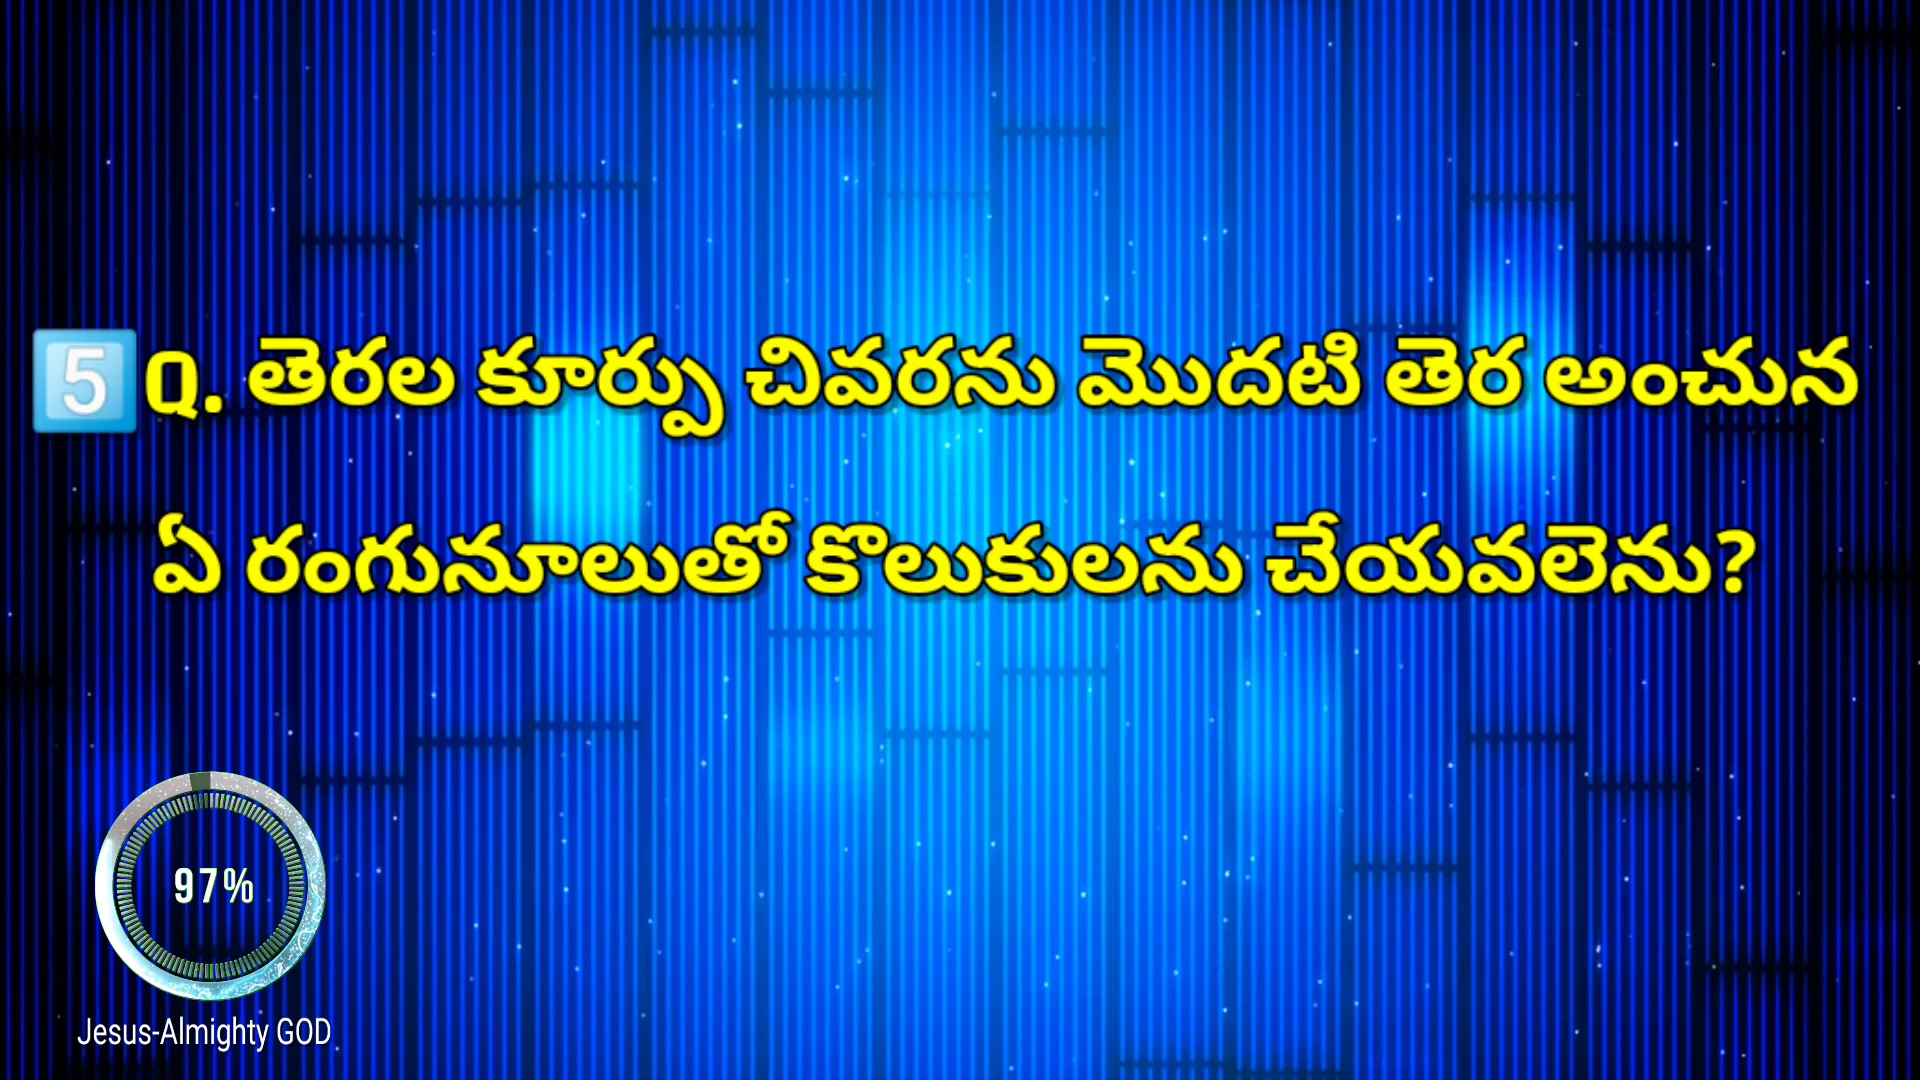 5 Q. తెరల కూర్పు చివరను మొదటి తెర అంచున
ఏ రంగునూలుతో కొలుకులను చేయవలెను?
97%
Jesus-Almighty GOD